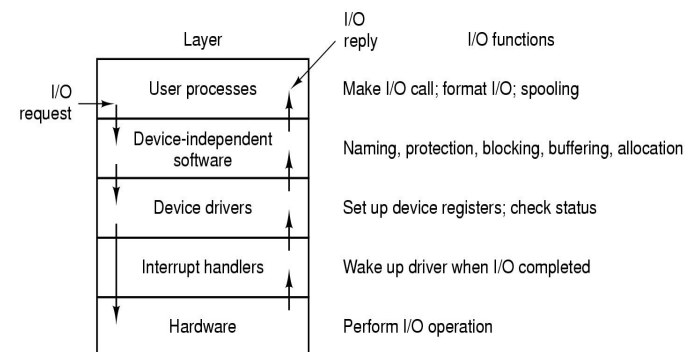 I/O
reply
Layer
I/O functions
I/O
request
User processes
Make I/O call; format I/O; spooling
Device-independent
software
Naming, protection, blocking, buffering, allocation
Device drivers
Set up device registers; check status
Interrupt handlers
Wake up driver when I/O completed
Hardware
Perform I/O operation